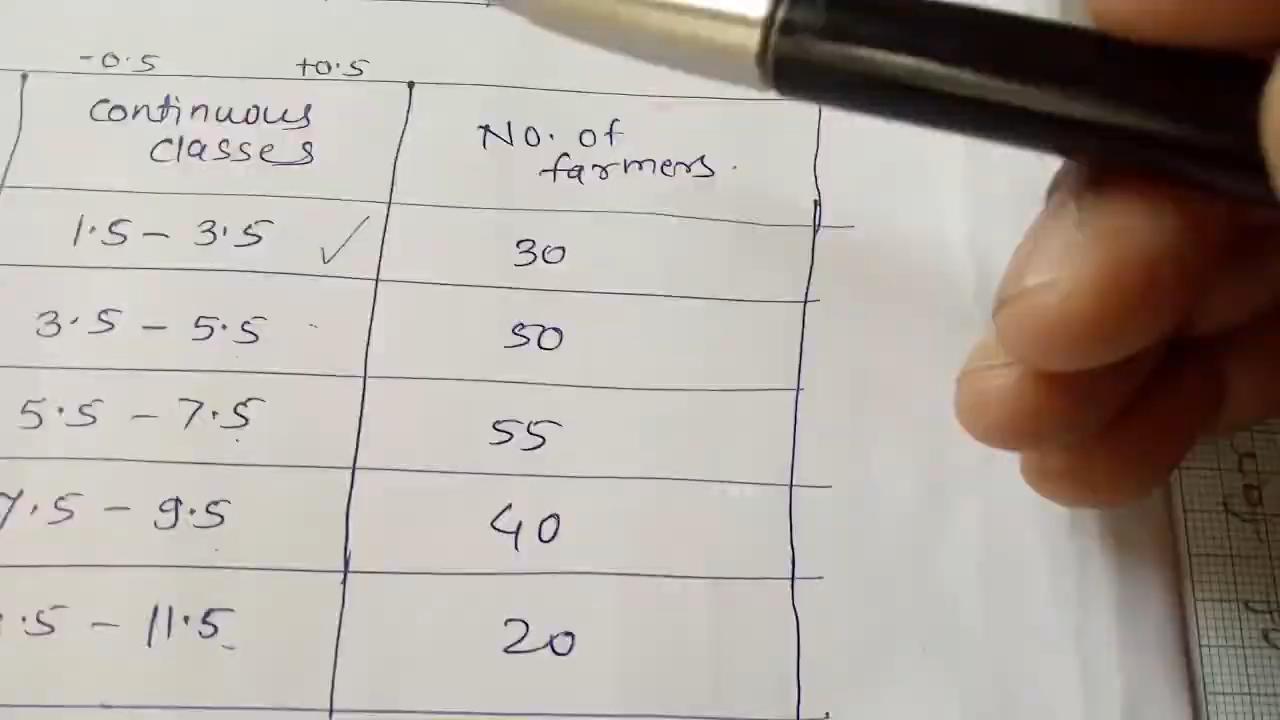 -0.5 +0.5
continuous classes No. of farmers.
1.5 - 3.5 ✓ 30
3.5 - 5.5 50
5.5 - 7.5 55
7.5 - 9.5 40
.5 - 11.5 20